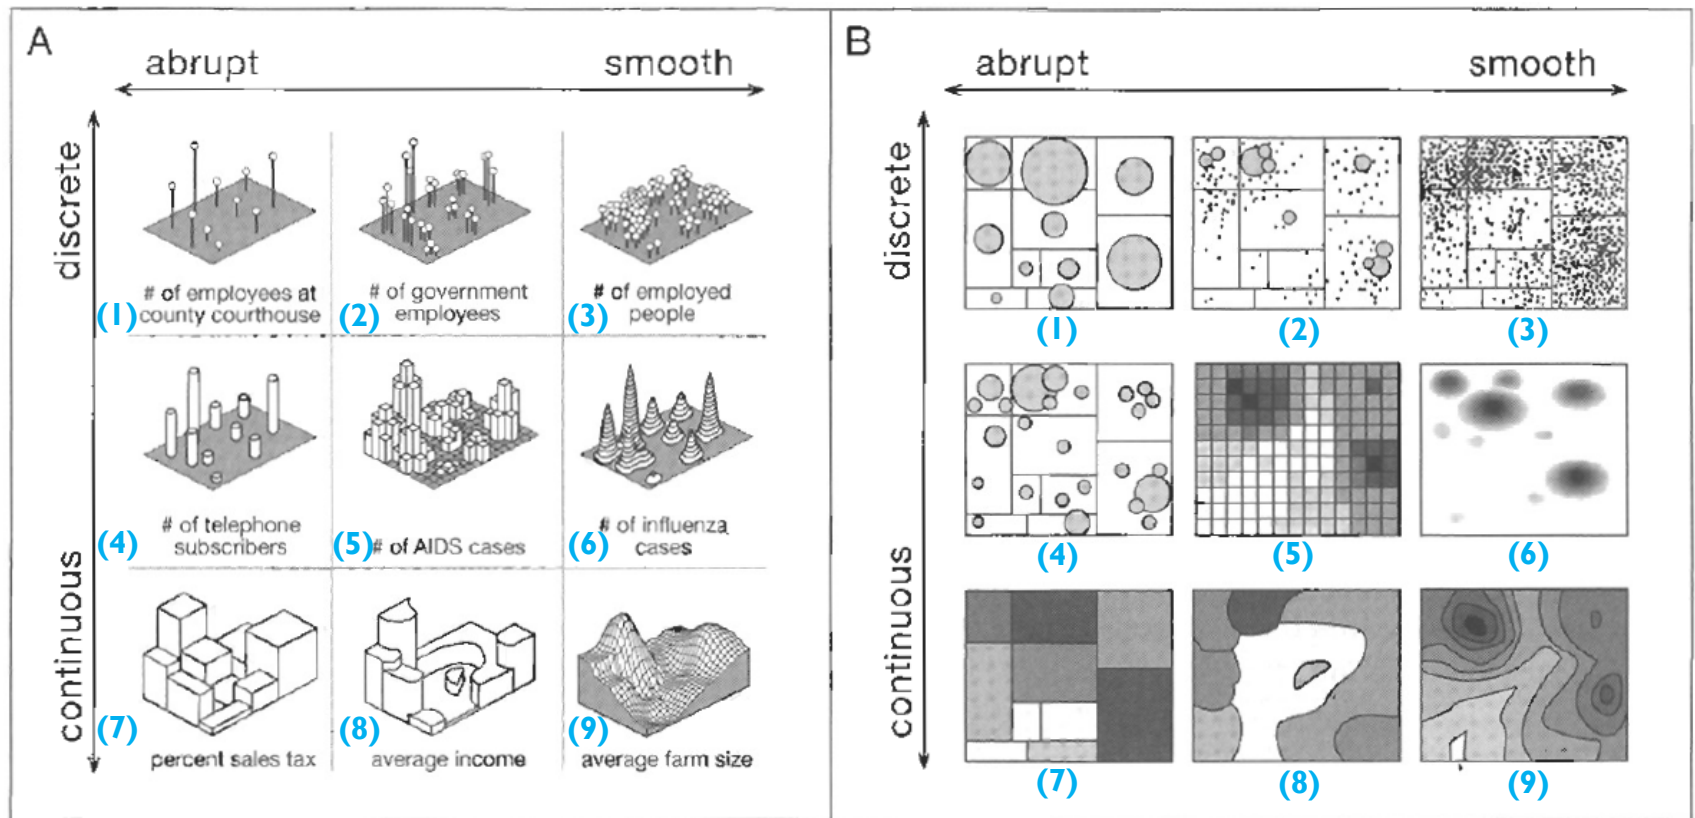 A
abrupt
smooth
discrete
continuous
# of employees at
(1) county courthouse
# of government
(2) employees
# of employed
(3) people
# of telephone
(4) subscribers
(5) # of AIDS cases
# of influenza
(6) cases
(7)
percent sales tax
(8)
average income
(9)
average farm size
B
abrupt
smooth
discrete
continuous
(1)
(2)
(3)
(4)
(5)
(6)
(7)
(8)
(9)